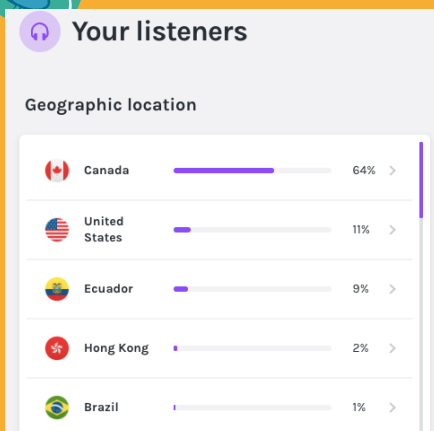 Your listeners
Geographic location
Canada 64%
United
States 11%
Ecuador 9%
Hong Kong 2%
Brazil 1%